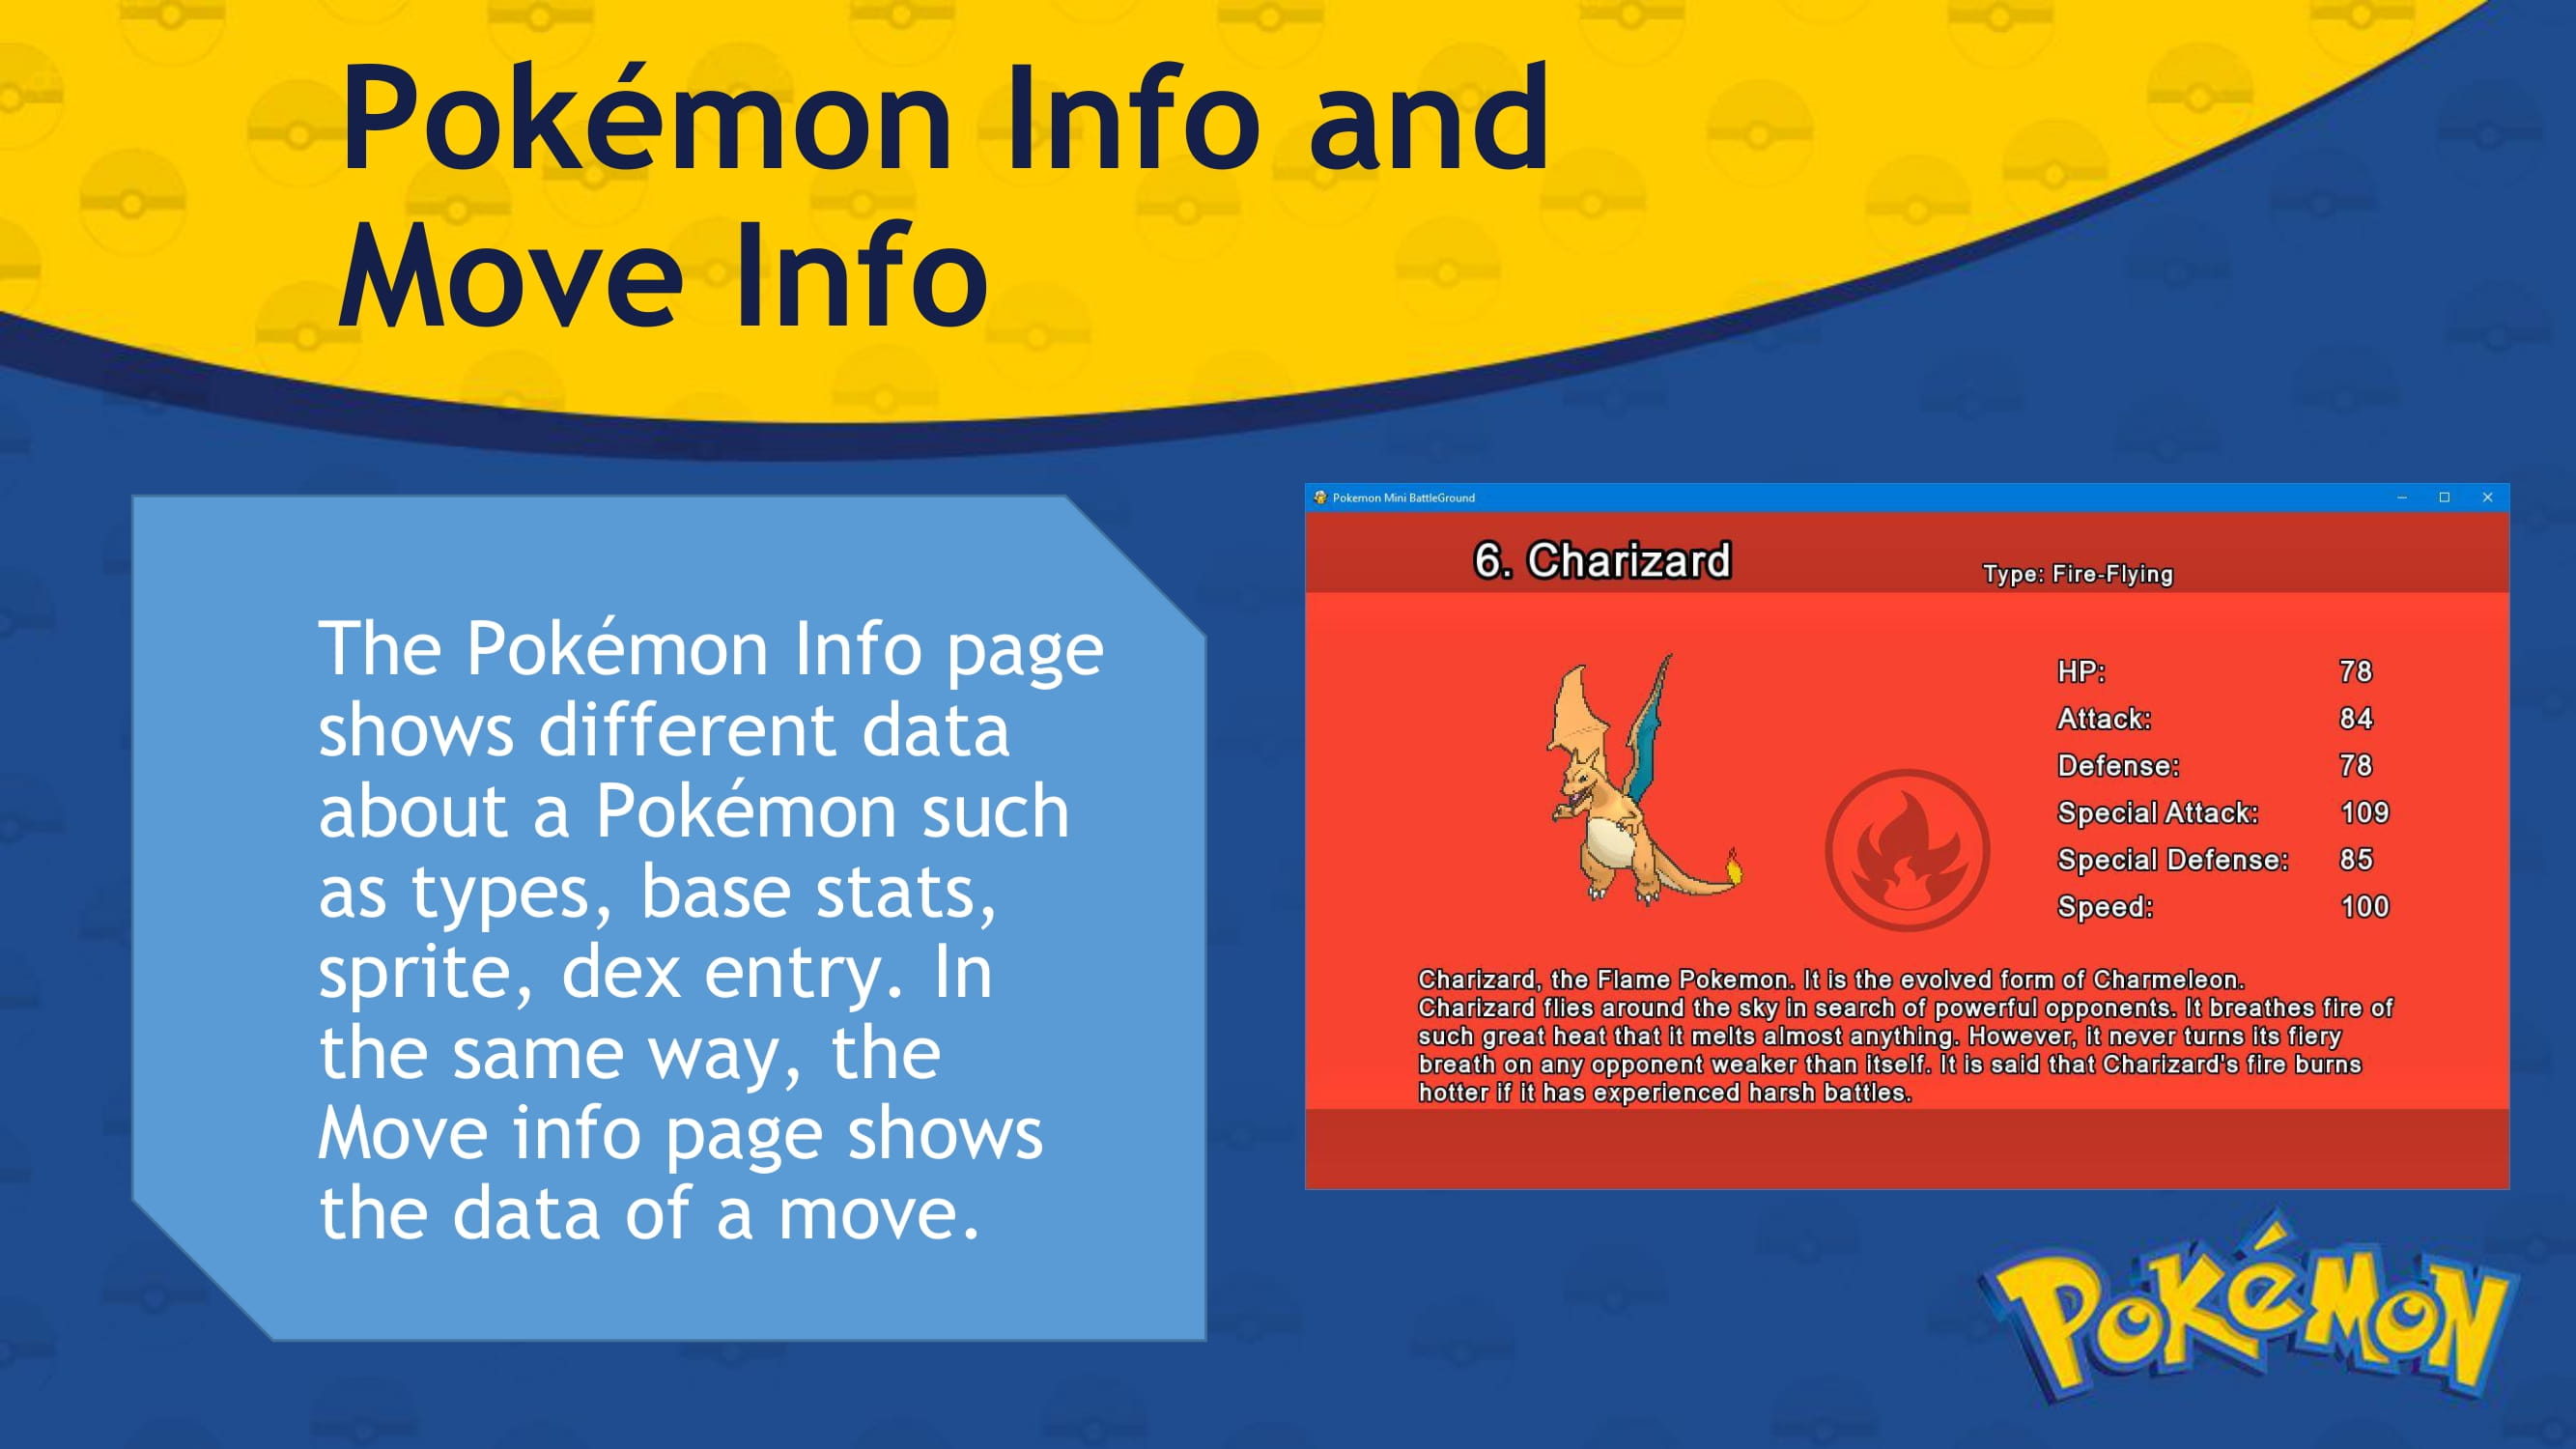 Pokémon Info and
Move Info
The Pokémon Info page
shows different data
about a Pokémon such
as types, base stats,
sprite, dex entry. In
the same way, the
Move info page shows
the data of a move.
Pokemon Mini BattleGround
6. Charizard
Type: Fire-Flying
HP: 78
Attack: 84
Defense: 78
Special Attack: 109
Special Defense: 85
Speed: 100
Charizard, the Flame Pokemon. It is the evolved form of Charmeleon.
Charizard flies around the sky in search of powerful opponents. It breathes fire of
such great heat that it melts almost anything. However, it never turns its fiery
breath on any opponent weaker than itself. It is said that Charizard's fire burns
hotter if it has experienced harsh battles.
POKéMON